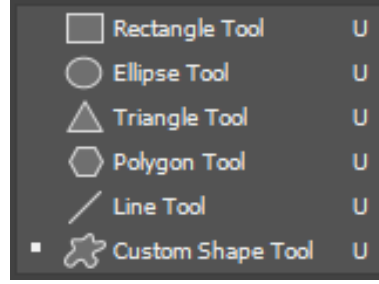 Rectangle Tool U
Ellipse Tool U
Triangle Tool U
Polygon Tool U
Line Tool U
Custom Shape Tool U